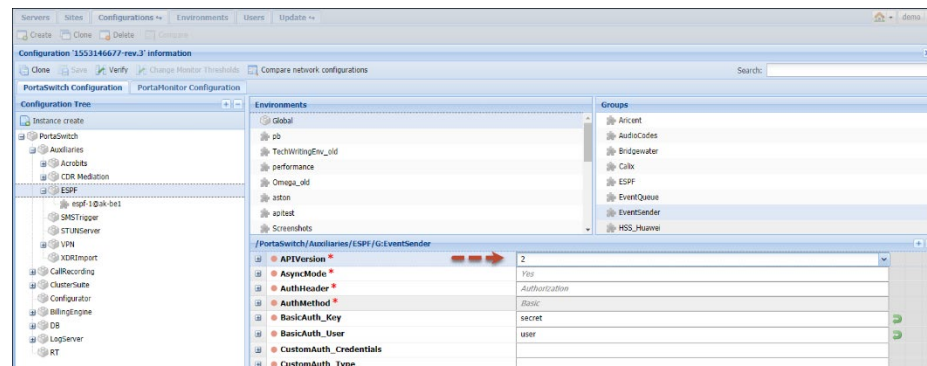 Servers Sites Configurations Environments Users Update demo
Create Clone Delete Compare
Configuration '1553146677-rev.3' information
Clone Save Verify Change Monitor Thresholds Compare network configurations Search:
PortaSwitch Configuration PortaMonitor Configuration
Configuration Tree
Instance create
PortaSwitch
Auxiliaries
Acrobits
CDR Mediation
ESPF
espf-1@ak-be1
SMSTrigger
STUNServer
VPN
XDRImport
CallRecording
ClusterSuite
Configurator
BillingEngine
DB
LogServer
RT
Environments
Global
pb
TechWritingEnv_old
performance
Omega_old
aston
apitest
Screenshots
Groups
Aricent
AudioCodes
Bridgewater
Calix
ESPF
EventQueue
EventSender
HSS_Huawei
/PortaSwitch/Auxiliaries/ESPF/G:EventSender
APIVersion * 2
AsyncMode * Yes
AuthHeader * Authorization
AuthMethod * Basic
BasicAuth_Key secret
BasicAuth_User user
CustomAuth_Credentials
CustomAuth_Type